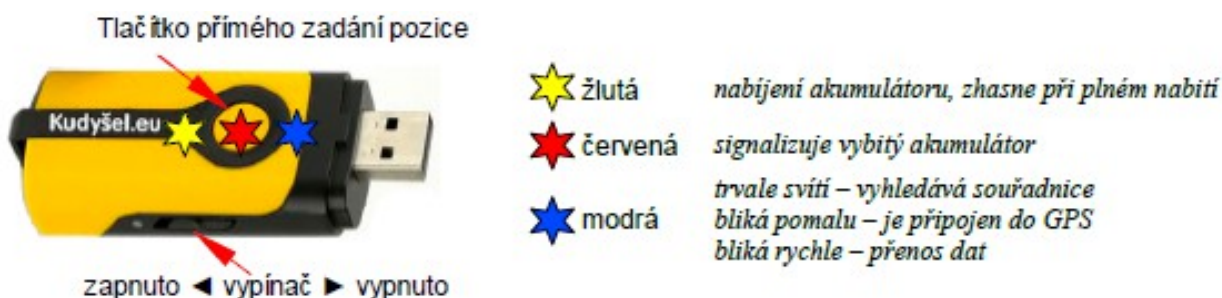 Tlačítko přímého zadání pozice
Kudyšel.eu
zapnuto ◄ vypínač ► vypnuto
žlutá nabíjení akumulátoru, zhasne při plném nabití
červená signalizuje vybitý akumulátor
modrá
trvale svítí – vyhledává souřadnice
bliká pomalu – je připojen do GPS
bliká rychle – přenos dat